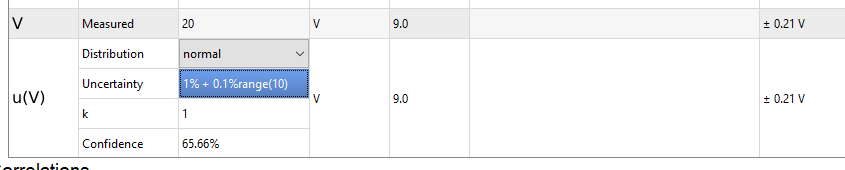 V Measured 20 V 9.0 ± 0.21 V
Distribution normal
Uncertainty 1% + 0.1%range(10)
u(V) V 9.0 ± 0.21 V
k 1
Confidence 65.66%